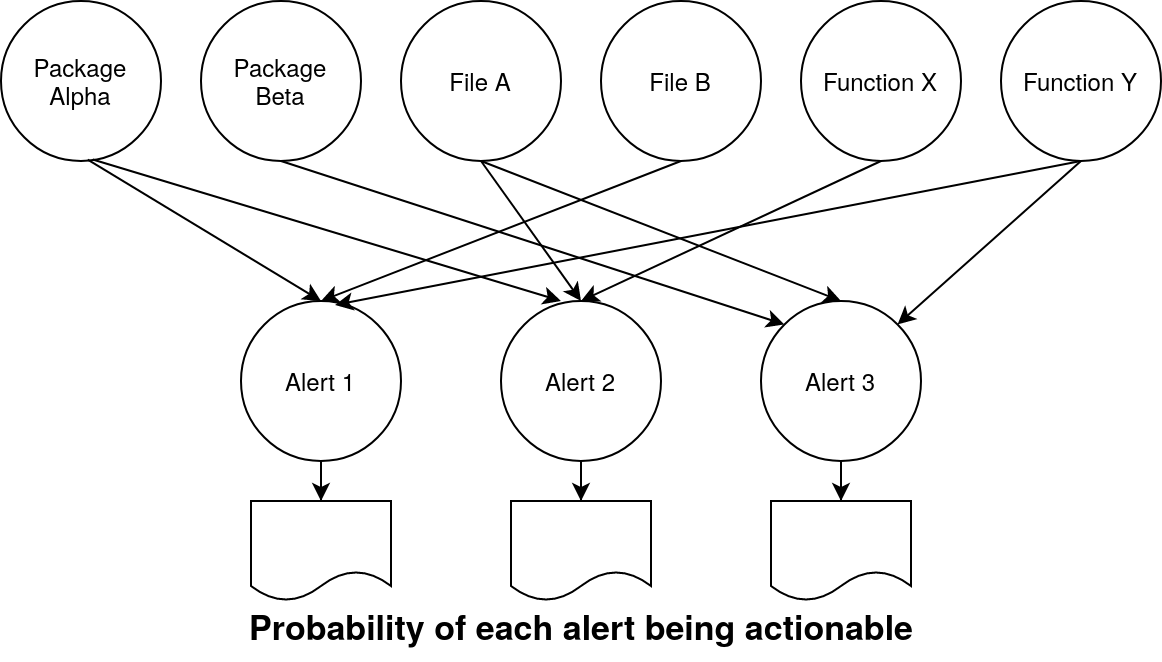 Package
Alpha
Package
Beta
File A
File B
Function X
Function Y
Alert 1
Alert 2
Alert 3
Probability of each alert being actionable